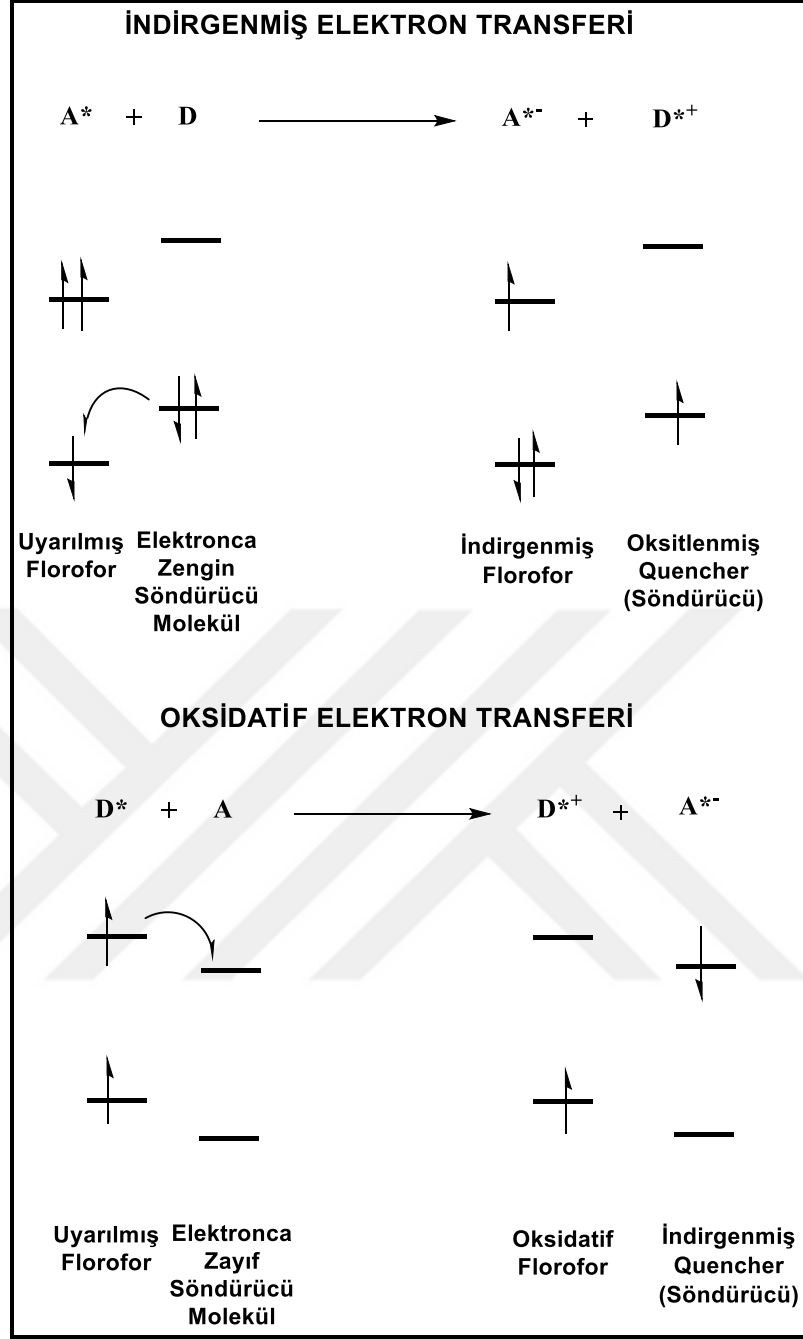 İNDİRGENMİŞ ELEKTRON TRANSFERİ
A* + D A*- + D*+
Uyarılmış
Florofor
Elektronca
Zengin
Söndürücü
Molekül
İndirgenmiş
Florofor
Oksitlenmiş
Quencher
(Söndürücü)
OKSİDATİF ELEKTRON TRANSFERİ
D* + A D*+ + A*-
Uyarılmış
Florofor
Elektronca
Zayıf
Söndürücü
Molekül
Oksidatif
Florofor
İndirgenmiş
Quencher
(Söndürücü)